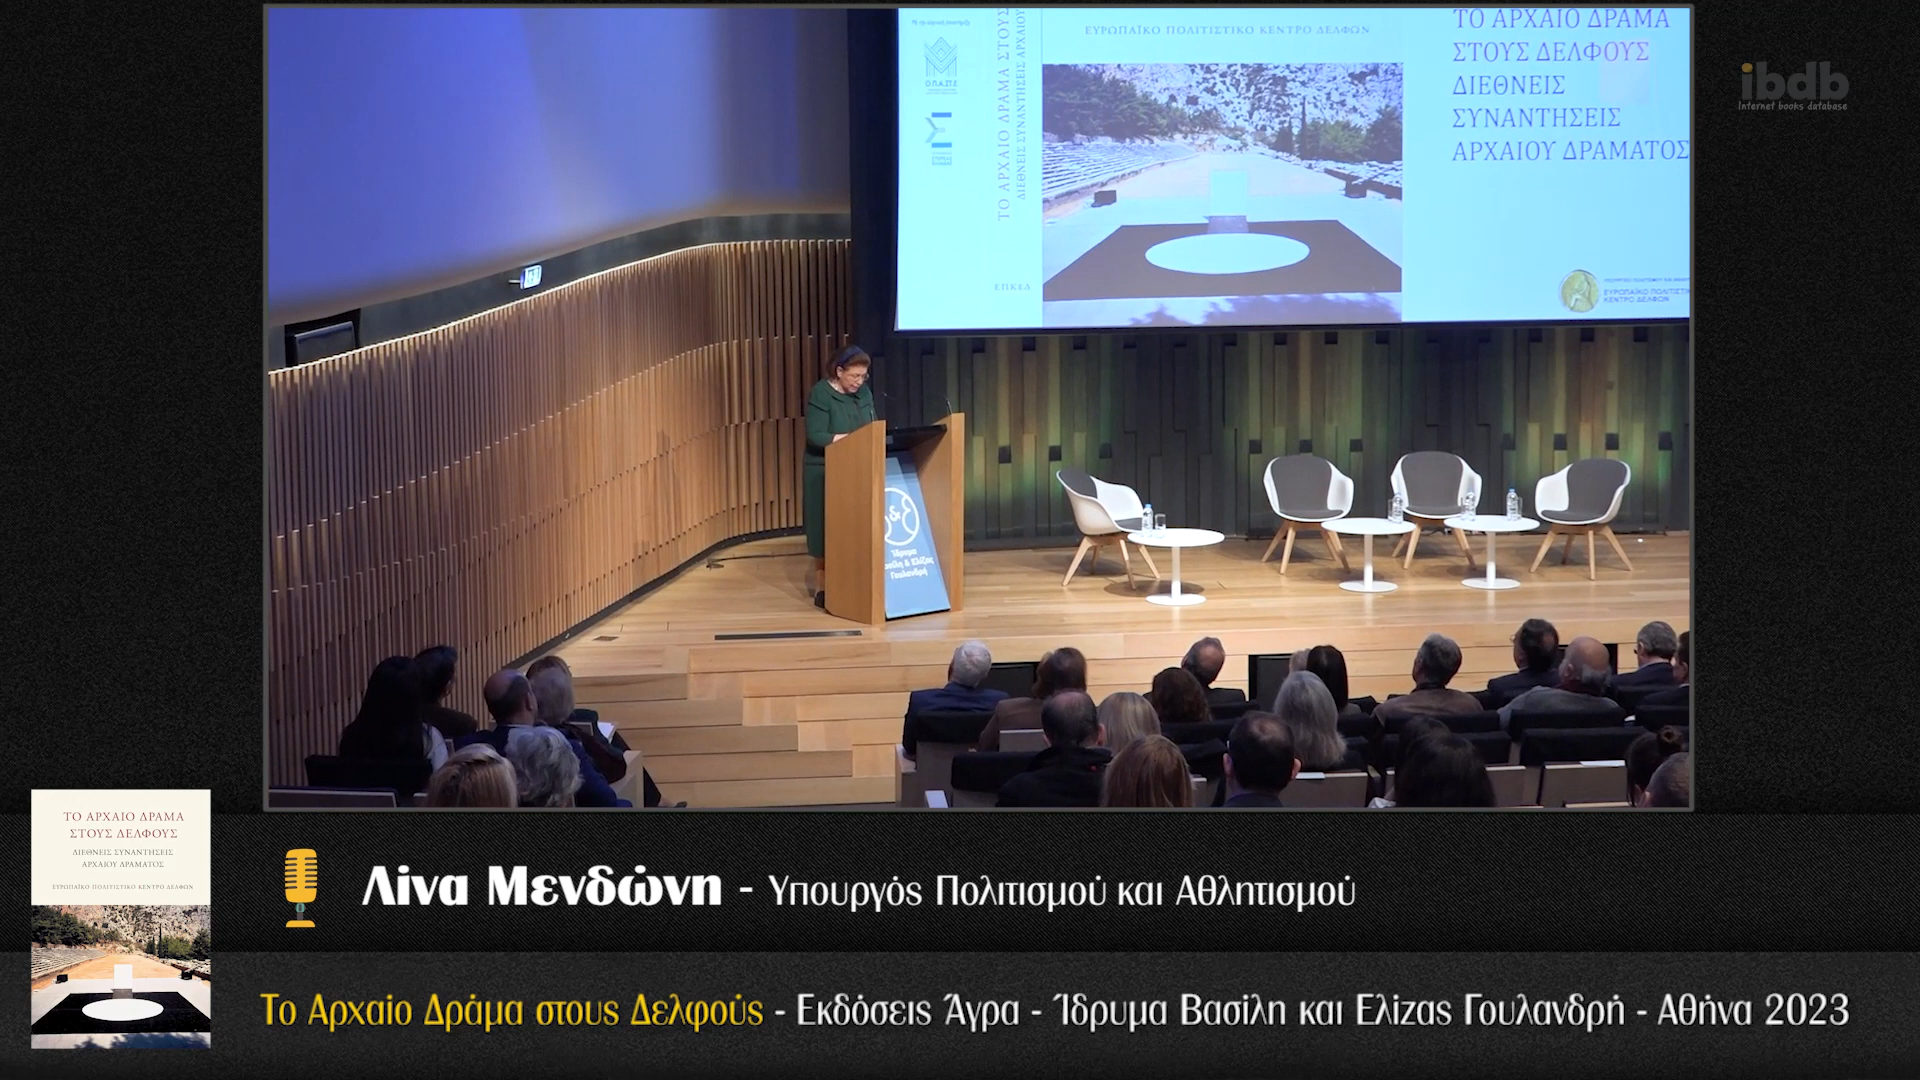 ΤΟ ΑΡΧΑΙΟ ΔΡΑΜΑ ΣΤΟΥΣ
ΔΙΕΘΝΕΙΣ ΣΥΝΑΝΤΗΣΕΙΣ ΑΡΧΑΙΟΥ
ΕΠΚεΔ
Ο.Π.Α.ΣΤ.Ε.
ΕΥΡΩΠΑΪΚΟ ΠΟΛΙΤΙΣΤΙΚΟ ΚΕΝΤΡΟ ΔΕΛΦΩΝ
ΤΟ ΑΡΧΑΙΟ ΔΡΑΜΑ
ΣΤΟΥΣ ΔΕΛΦΟΥΣ
ΔΙΕΘΝΕΙΣ
ΣΥΝΑΝΤΗΣΕΙΣ
ΑΡΧΑΙΟΥ ΔΡΑΜΑΤΟΣ
ΕΥΡΩΠΑΪΚΟ ΠΟΛΙΤΙΣΤΙΚ
ΚΕΝΤΡΟ ΔΕΛΦΩΝ
ibdb
Internet books database
&
Ίδρυμα
Βασίλη & Ελίζας
Γουλανδρή
ΤΟ ΑΡΧΑΙΟ ΔΡΑΜΑ
ΣΤΟΥΣ ΔΕΛΦΟΥΣ
ΔΙΕΘΝΕΙΣ ΣΥΝΑΝΤΗΣΕΙΣ
ΑΡΧΑΙΟΥ ΔΡΑΜΑΤΟΣ
ΕΥΡΩΠΑΪΚΟ ΠΟΛΙΤΙΣΤΙΚΟ ΚΕΝΤΡΟ ΔΕΛΦΩΝ
Λίνα Μενδώνη - Υπουργός Πολιτισμού και Αθλητισμού
Το Αρχαίο Δράμα στους Δελφούς - Εκδόσεις Άγρα - Ίδρυμα Βασίλη και Ελίζας Γουλανδρή - Αθήνα 2023